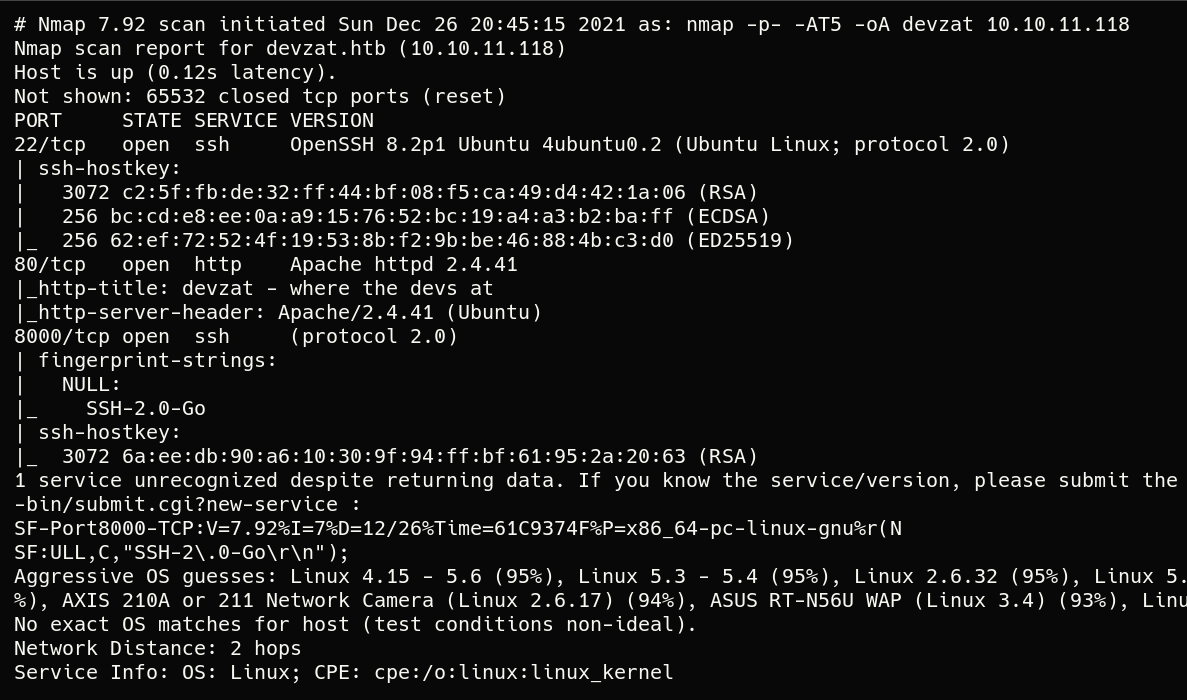 # Nmap 7.92 scan initiated Sun Dec 26 20:45:15 2021 as: nmap -p- -AT5 -oA devzat 10.10.11.118
Nmap scan report for devzat.htb (10.10.11.118)
Host is up (0.12s latency).
Not shown: 65532 closed tcp ports (reset)
PORT     STATE SERVICE VERSION
22/tcp   open  ssh     OpenSSH 8.2p1 Ubuntu 4ubuntu0.2 (Ubuntu Linux; protocol 2.0)
| ssh-hostkey:
|   3072 c2:5f:fb:de:32:ff:44:bf:08:f5:ca:49:d4:42:1a:06 (RSA)
|   256 bc:cd:e8:ee:0a:a9:15:76:52:bc:19:a4:a3:b2:ba:ff (ECDSA)
|_  256 62:ef:72:52:4f:19:53:8b:f2:9b:be:46:88:4b:c3:d0 (ED25519)
80/tcp   open  http    Apache httpd 2.4.41
|_http-title: devzat - where the devs at
|_http-server-header: Apache/2.4.41 (Ubuntu)
8000/tcp open  ssh     (protocol 2.0)
| fingerprint-strings:
|   NULL:
|_    SSH-2.0-Go
| ssh-hostkey:
|_  3072 6a:ee:db:90:a6:10:30:9f:94:ff:bf:61:95:2a:20:63 (RSA)
1 service unrecognized despite returning data. If you know the service/version, please submit the
-bin/submit.cgi?new-service :
SF-Port8000-TCP:V=7.92%I=7%D=12/26%Time=61C9374F%P=x86_64-pc-linux-gnu%r(N
SF:ULL,C,"SSH-2\.0-Go\r\n");
Aggressive OS guesses: Linux 4.15 - 5.6 (95%), Linux 5.3 - 5.4 (95%), Linux 2.6.32 (95%), Linux 5.
%), AXIS 210A or 211 Network Camera (Linux 2.6.17) (94%), ASUS RT-N56U WAP (Linux 3.4) (93%), Linu
No exact OS matches for host (test conditions non-ideal).
Network Distance: 2 hops
Service Info: OS: Linux; CPE: cpe:/o:linux:linux_kernel